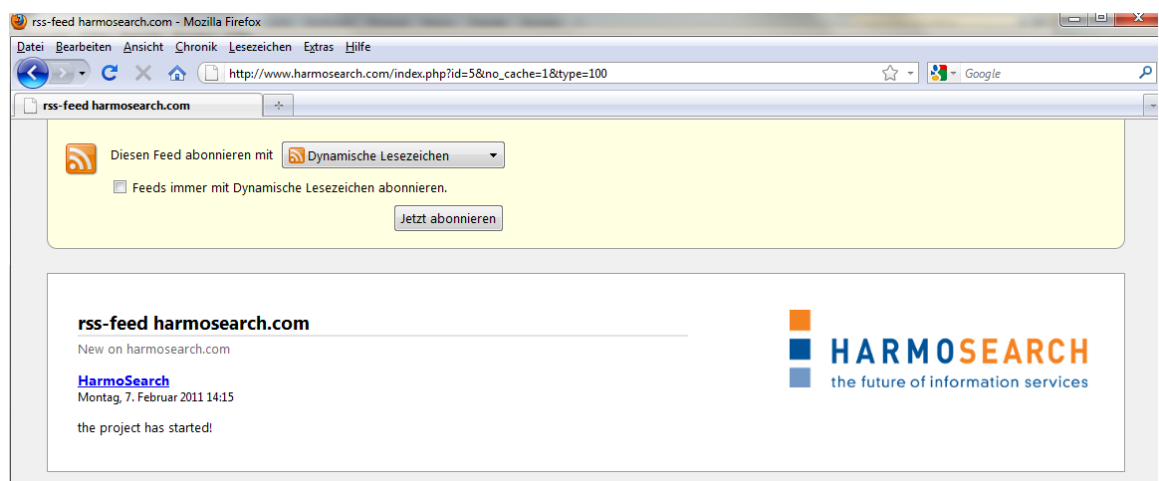 rss-feed harmosearch.com - Mozilla Firefox
Datei Bearbeiten Ansicht Chronik Lesezeichen Extras Hilfe
http://www.harmosearch.com/index.php?id=5&no_cache=1&type=100
Google
rss-feed harmosearch.com
Diesen Feed abonnieren mit Dynamische Lesezeichen
Feeds immer mit Dynamische Lesezeichen abonnieren.
Jetzt abonnieren
rss-feed harmosearch.com
New on harmosearch.com
HarmoSearch
Montag, 7. Februar 2011 14:15
the project has started!
HARMOSEARCH
the future of information services